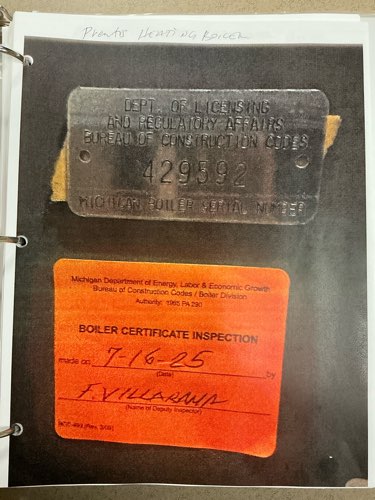 Plants HEATING BOILER
DEPT. OF LICENSING
AND REGULATORY AFFAIRS
BUREAU OF CONSTRUCTION CODES
429592
MICHIGAN BOILER SERIAL NUMBER
Michigan Department of Energy, Labor & Economic Growth
Bureau of Construction Codes / Boiler Division
Authority: 1965 PA 290
BOILER CERTIFICATE INSPECTION
made on 7-16-25 by
(Date)
F. VILLARANA
(Name of Deputy Inspector)